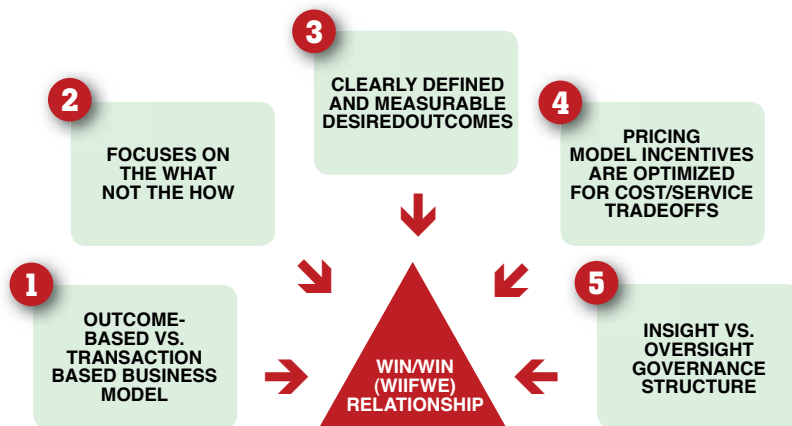 1
OUTCOME-
BASED VS.
TRANSACTION
BASED BUSINESS
MODEL
2
FOCUSES ON
THE WHAT
NOT THE HOW
3
CLEARLY DEFINED
AND MEASURABLE
DESIREDOUTCOMES
4
PRICING
MODEL INCENTIVES
ARE OPTIMIZED
FOR COST/SERVICE
TRADEOFFS
5
INSIGHT VS.
OVERSIGHT
GOVERNANCE
STRUCTURE
WIN/WIN
(WIIFWE)
RELATIONSHIP